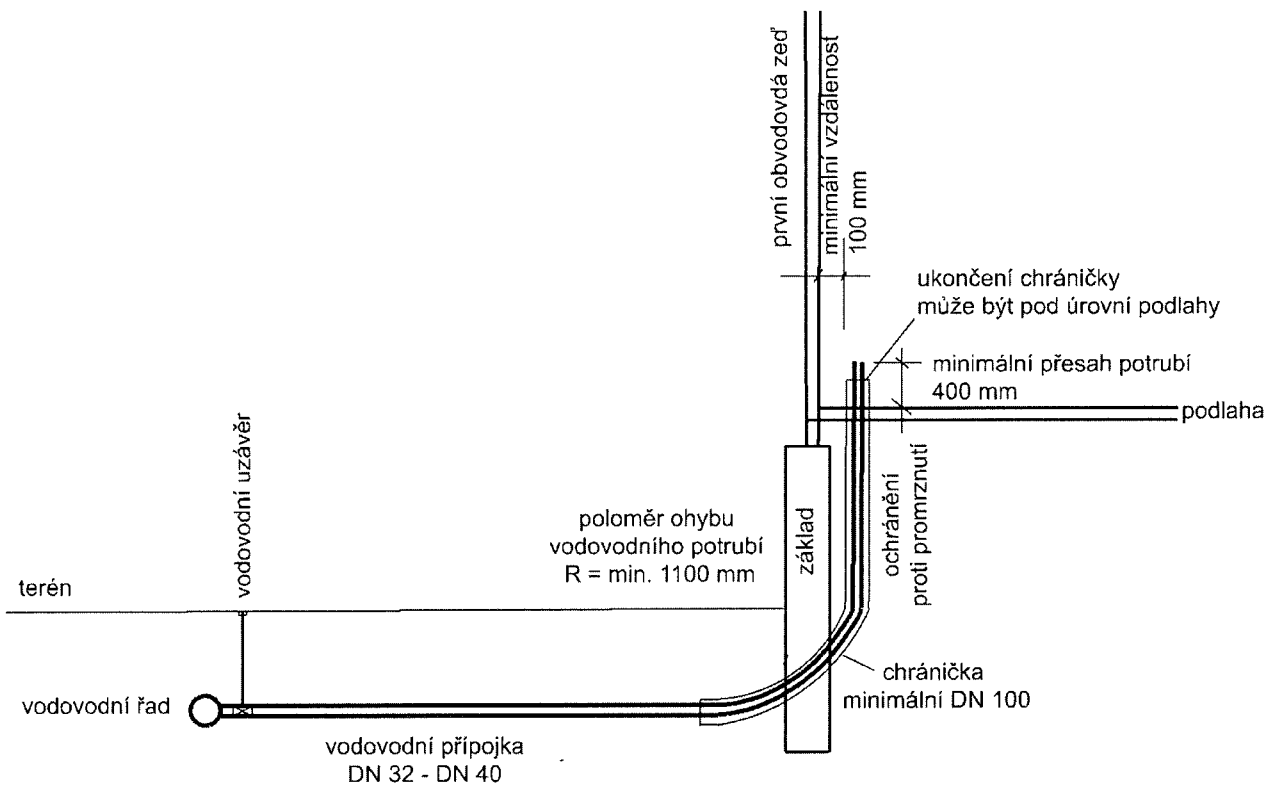 první obvodovdá zeď
minimální vzdálenost
100 mm
ukončení chráničky
může být pod úrovní podlahy
minimální přesah potrubí
400 mm
podlaha
vodovodní uzávěr
poloměr ohybu
vodovodního potrubí
R = min. 1100 mm
základ
ochránění
proti promrznutí
terén
vodovodní řad
chránička
minimální DN 100
vodovodní přípojka
DN 32 - DN 40